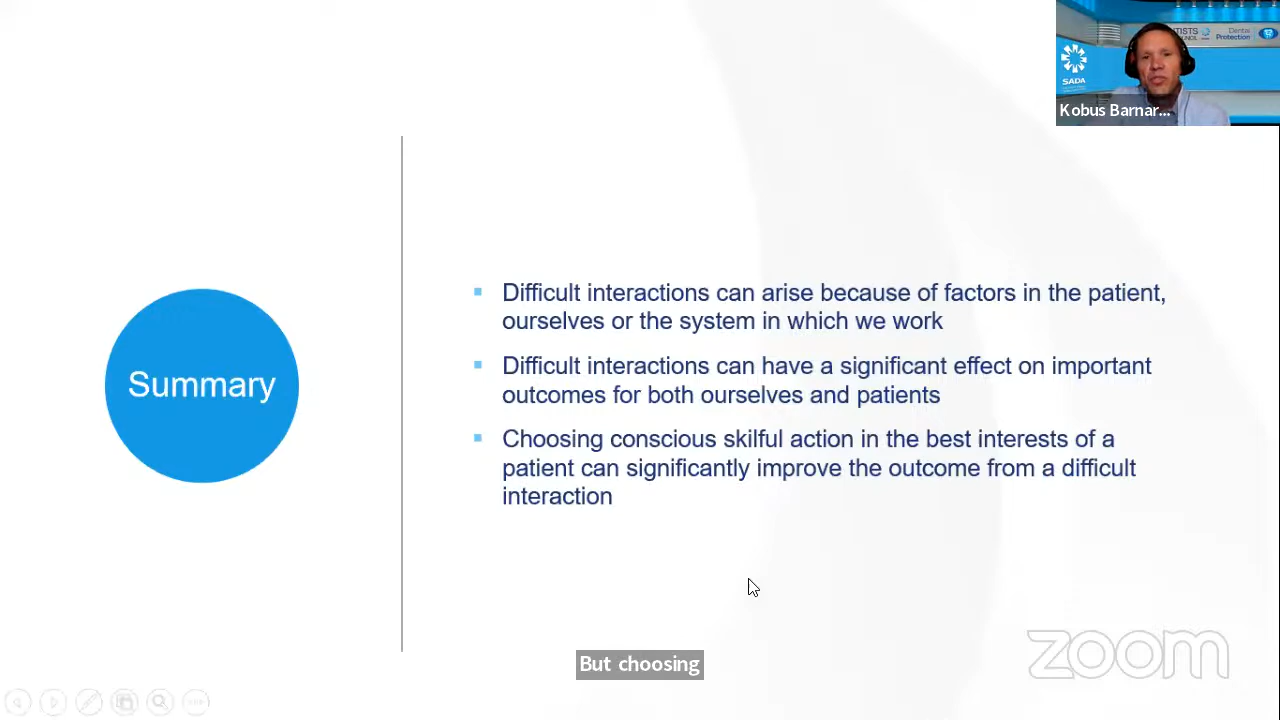 TISTS
Dental
Protection
SADA
Kobus Barnar...
Difficult interactions can arise because of factors in the patient,
ourselves or the system in which we work
Difficult interactions can have a significant effect on important
outcomes for both ourselves and patients
Summary
Choosing conscious skilful action in the best interests of a
patient can significantly improve the outcome from a difficult
interaction
But choosing
zoom